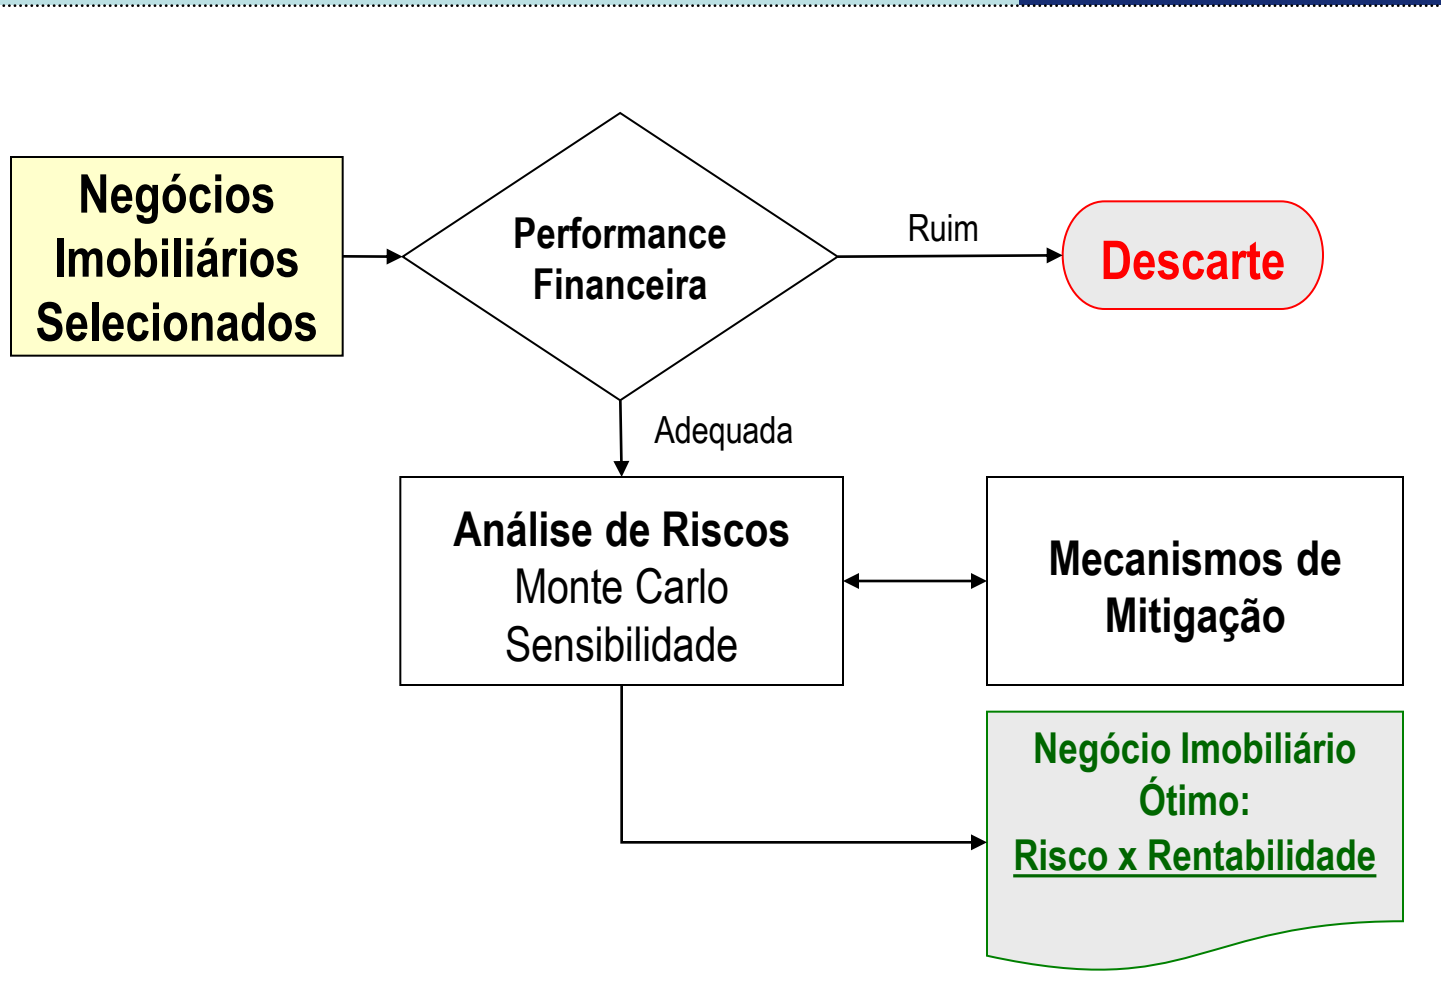 Negócios
Imobiliários
Selecionados
Performance
Financeira
Ruim
Descarte
Adequada
Análise de Riscos
Monte Carlo
Sensibilidade
Mecanismos de
Mitigação
Negócio Imobiliário
Ótimo:
Risco x Rentabilidade